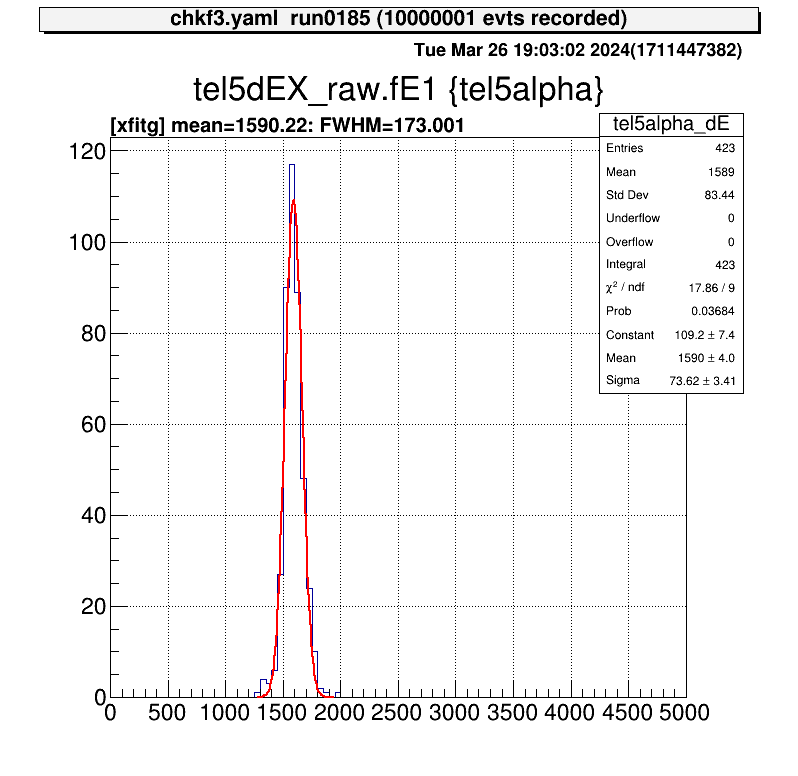 chkf3.yaml run0185 (10000001 evts recorded)
Tue Mar 26 19:03:02 2024(1711447382)
tel5dEX_raw.fE1 {tel5alpha}
[xfitg] mean=1590.22: FWHM=173.001
tel5alpha_dE
Entries 423
Mean 1589
Std Dev 83.44
Underflow 0
Overflow 0
Integral 423
χ² / ndf 17.86 / 9
Prob 0.03684
Constant 109.2 ± 7.4
Mean 1590 ± 4.0
Sigma 73.62 ± 3.41
120
100
80
60
40
20
0
0 500 1000 1500 2000 2500 3000 3500 4000 4500 5000